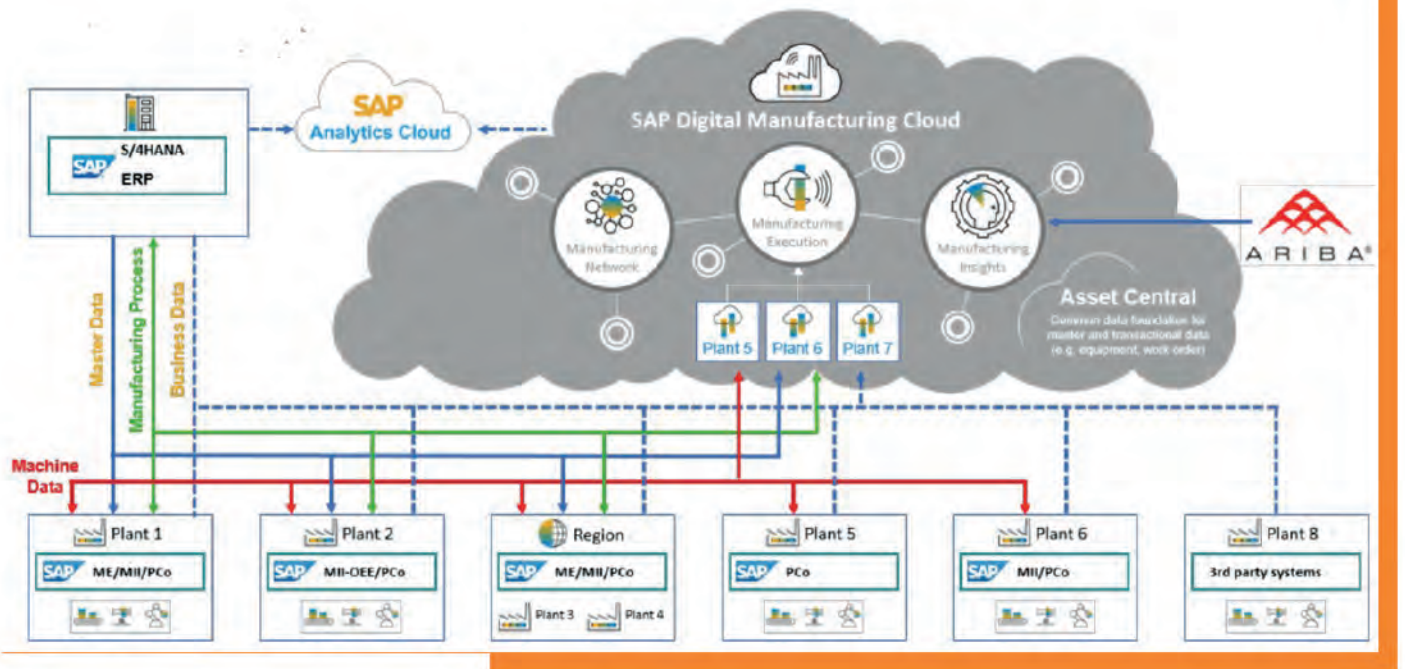 SAP
Analytics Cloud
SAP
S/4HANA
ERP
SAP Digital Manufacturing Cloud
Manufacturing
Network
Manufacturing
Execution
Manufacturing
Insights
ARIBA®
Asset Central
Common data foundation for
master and transactional data
(e.g. equipment, work order)
Plant 5
Plant 6
Plant 7
Master Data
Manufacturing Process
Business Data
Machine
Data
Plant 1
SAP ME/MII/PCo
Plant 2
SAP MII-OEE/PCo
Region
SAP ME/MII/PCo
Plant 3
Plant 4
Plant 5
SAP PCo
Plant 6
SAP MII/PCo
Plant 8
3rd party systems